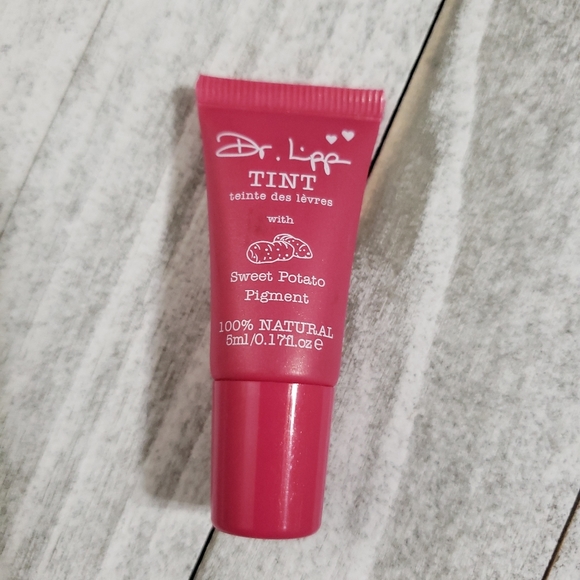 Dr. Lipp
TINT
teinte des lèvres
with
Sweet Potato
Pigment
100% NATURAL
5ml/0.17fl.oz e